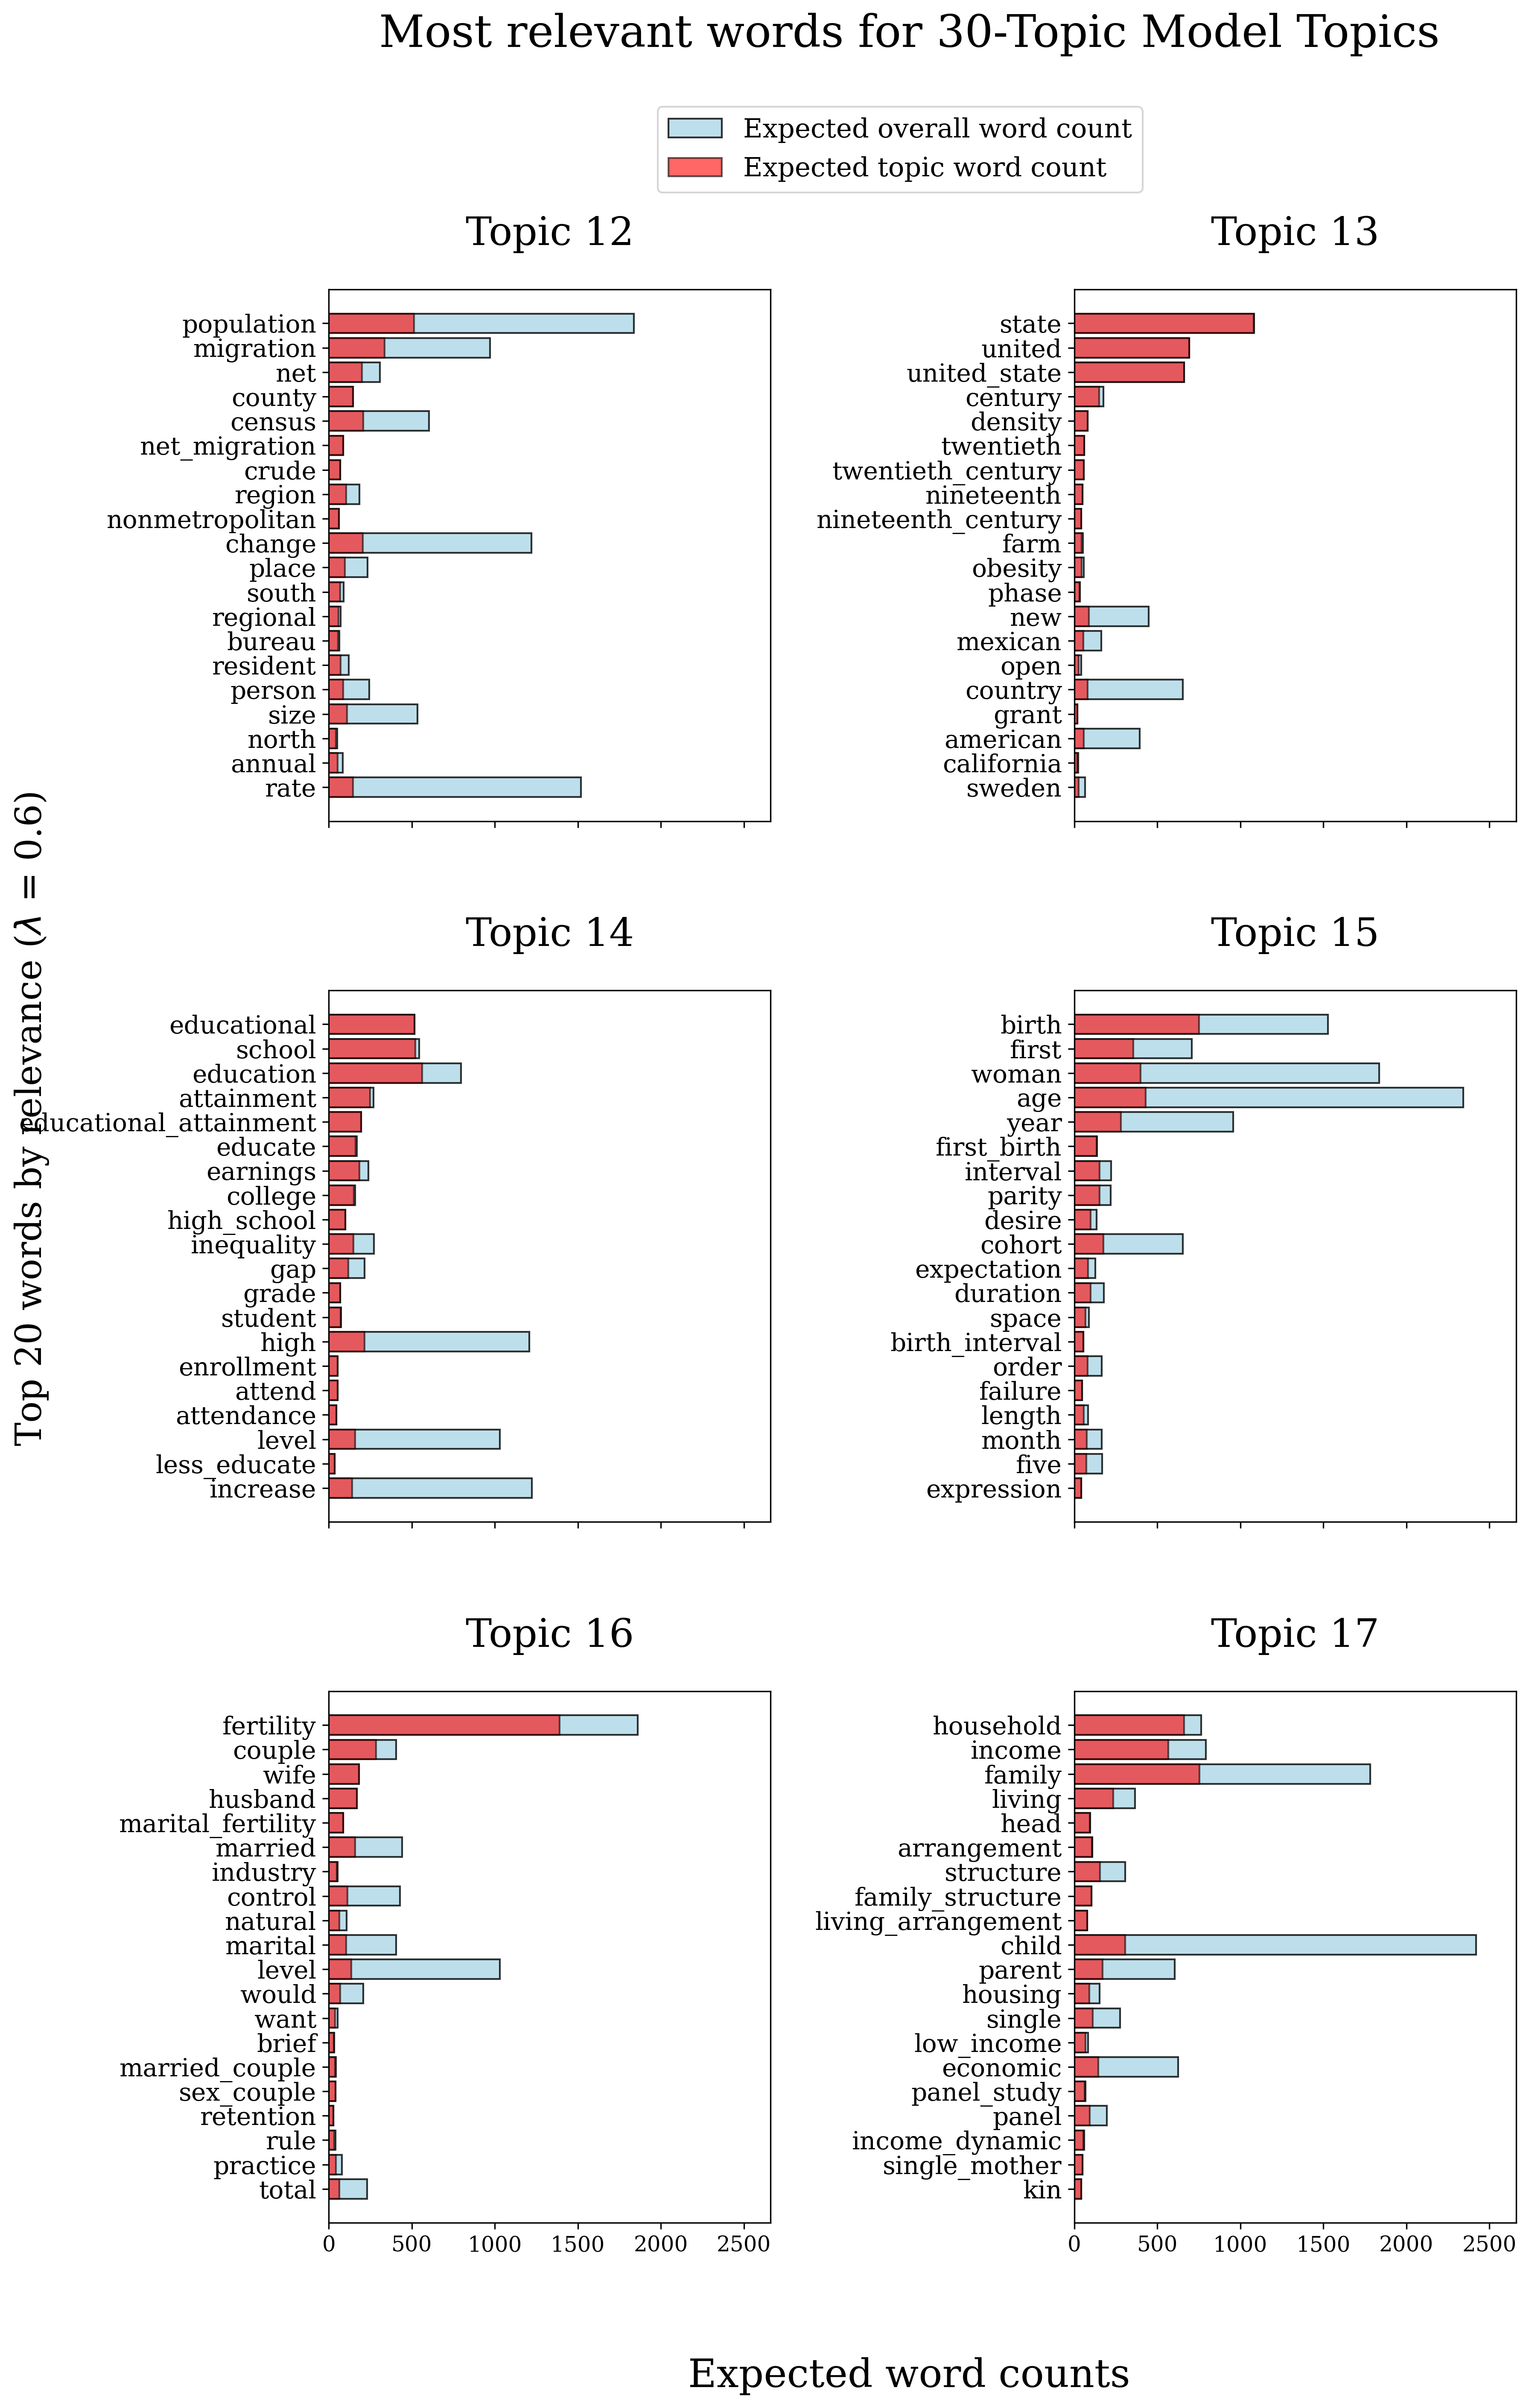 Most relevant words for 30-Topic Model Topics
Expected overall word count
Expected topic word count
Topic 12
population
migration
net
county
census
net_migration
crude
region
nonmetropolitan
change
place
south
regional
bureau
resident
person
size
north
annual
rate
Topic 13
state
united
united_state
century
density
twentieth
twentieth_century
nineteenth
nineteenth_century
farm
obesity
phase
new
mexican
open
country
grant
american
california
sweden
Top 20 words by relevance (λ = 0.6)
Topic 14
educational
school
education
attainment
educational_attainment
educate
earnings
college
high_school
inequality
gap
grade
student
high
enrollment
attend
attendance
level
less_educate
increase
Topic 15
birth
first
woman
age
year
first_birth
interval
parity
desire
cohort
expectation
duration
space
birth_interval
order
failure
length
month
five
expression
Topic 16
fertility
couple
wife
husband
marital_fertility
married
industry
control
natural
marital
level
would
want
brief
married_couple
sex_couple
retention
rule
practice
total
0 500 1000 1500 2000 2500
Topic 17
household
income
family
living
head
arrangement
structure
family_structure
living_arrangement
child
parent
housing
single
low_income
economic
panel_study
panel
income_dynamic
single_mother
kin
0 500 1000 1500 2000 2500
Expected word counts